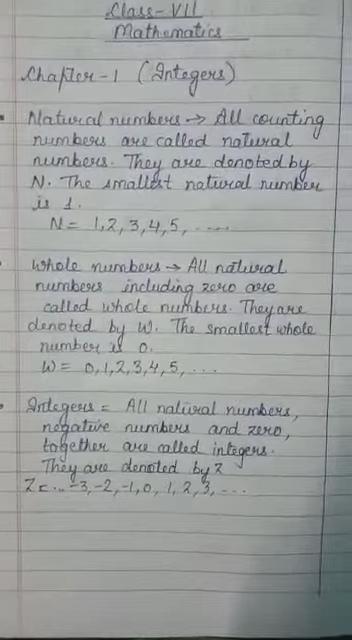 Class-VII
Mathematics
Chapter-1 (Integers)
Natural numbers → All counting
numbers are called natural
numbers. They are denoted by
N. The smallest natural number
is 1.
N = 1,2,3,4,5, .....
Whole numbers → All natural
numbers including zero are
called whole numbers. They are
denoted by W. The smallest whole
number is 0.
W = 0,1,2,3,4,5, ...
Integers = All natural numbers,
negative numbers and zero,
together are called integers.
They are denoted by Z
Z = ... -3,-2,-1,0,1,2,3, ...